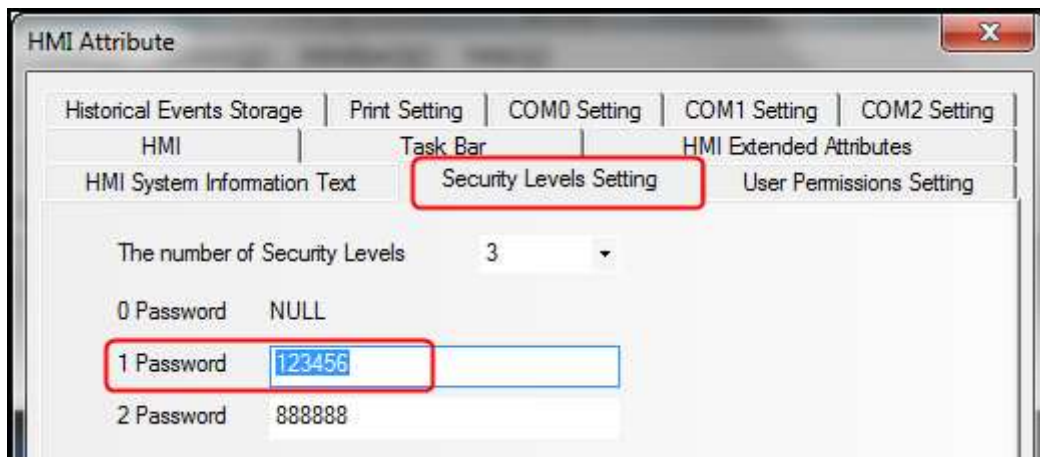 HMI Attribute
Historical Events Storage Print Setting COM0 Setting COM1 Setting COM2 Setting
HMI Task Bar HMI Extended Attributes
HMI System Information Text Security Levels Setting User Permissions Setting
The number of Security Levels 3
0 Password NULL
1 Password 123456
2 Password 888888